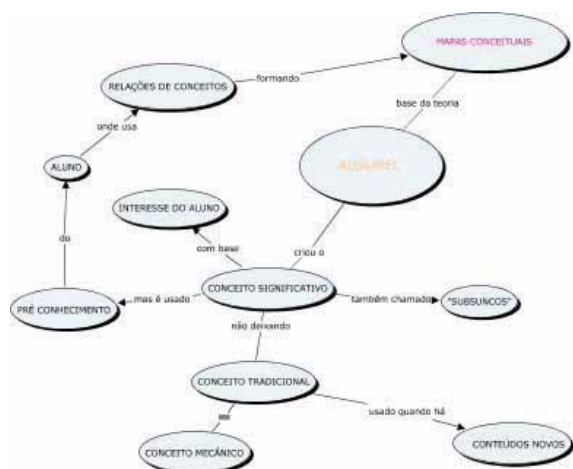 MAPAS CONCEITUAIS
formando
RELAÇÕES DE CONCEITOS
base da teoria
onde usa
AUSUBEL
ALUNO
INTERESSE DO ALUNO
do
com base
criou o
CONCEITO SIGNIFICATIVO
mas é usado
também chamado
"SUBSUNCOS"
PRÉ CONHECIMENTO
não deixando
CONCEITO TRADICIONAL
usado quando há
CONCEITO MECÂNICO
CONTEÚDOS NOVOS